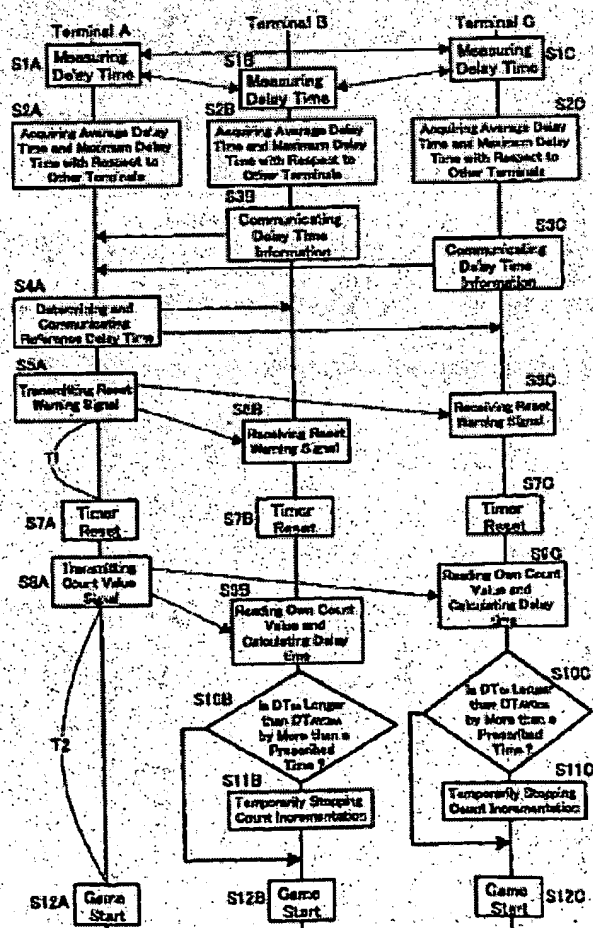 Terminal A
Terminal B
Terminal C
S1A
Measuring
Delay Time
S1B
Measuring
Delay Time
Measuring
Delay Time
S1C
S2A
Acquiring Average Delay
Time and Maximum Delay
Time with Respect to
Other Terminals
S2B
Acquiring Average Delay
Time and Maximum Delay
Time with Respect to
Other Terminals
S2C
Acquiring Average Delay
Time and Maximum Delay
Time with Respect to
Other Terminals
S3B
Communicating
Delay Time
Information
S3C
Communicating
Delay Time
Information
S4A
Determining and
Communicating
Reference Delay Time
S5A
Transmitting Reset
Warning Signal
S6B
Receiving Reset
Warning Signal
S6C
Receiving Reset
Warning Signal
T1
S7A
Timer
Reset
S7B
Timer
Reset
S7C
Timer
Reset
S8A
Transmitting
Count Value
Signal
S9B
Reading Own Count
Value and
Calculating Delay
time
S9C
Reading Own Count
Value and
Calculating Delay
time
T2
S10B
Is
Longer
than
by More than a
Prescribed
Time ?
S10C
Is
Longer
than
by More than a
Prescribed
Time ?
S11B
Temporarily Stopping
Count Incrementation
S11C
Temporarily Stopping
Count Incrementation
S12A
Game
Start
S12B
Game
Start
Game
Start
S12C